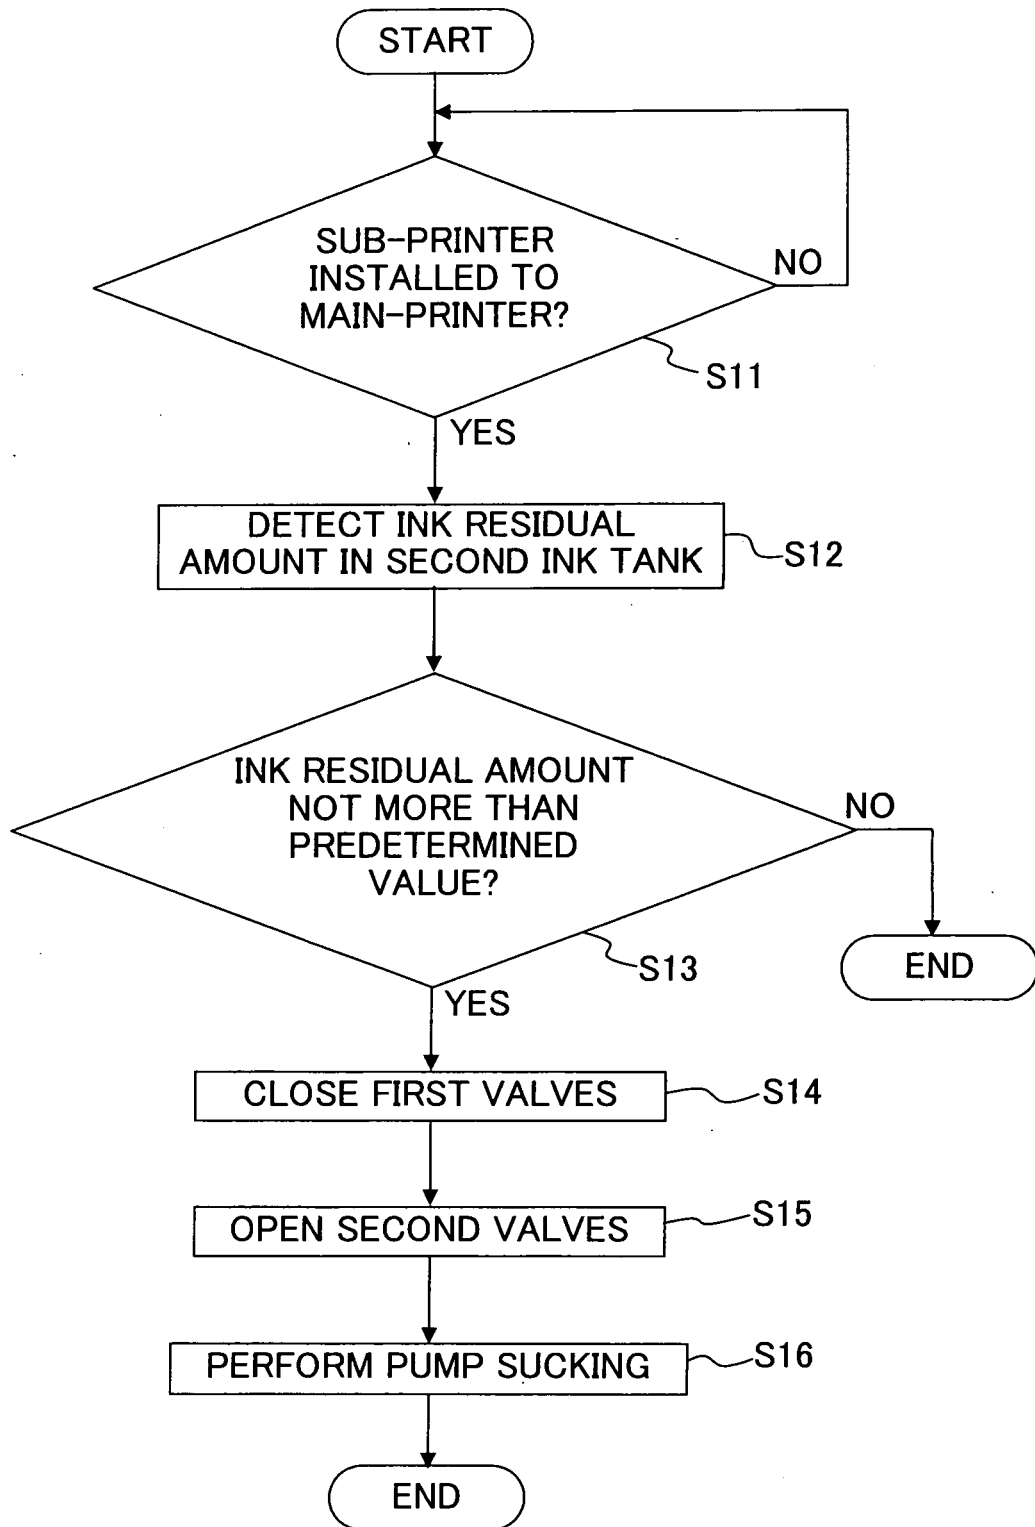 START
SUB-PRINTER
INSTALLED TO
MAIN-PRINTER?
NO
S11
YES
DETECT INK RESIDUAL
AMOUNT IN SECOND INK TANK
S12
INK RESIDUAL AMOUNT
NOT MORE THAN
PREDETERMINED
VALUE?
NO
S13
END
YES
CLOSE FIRST VALVES
S14
OPEN SECOND VALVES
S15
PERFORM PUMP SUCKING
S16
END